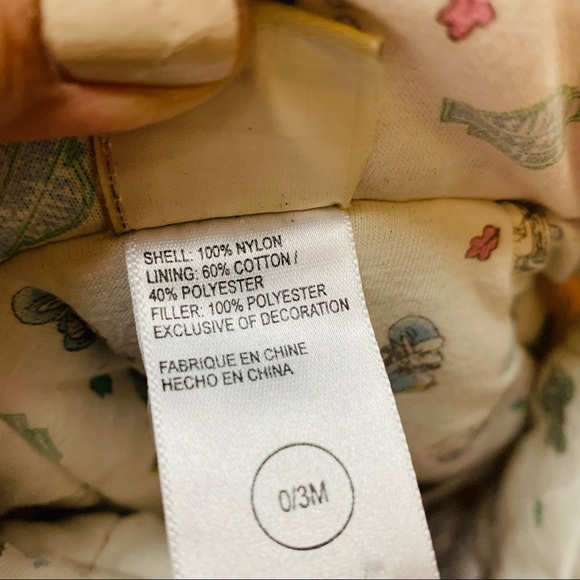 SHELL: 100% NYLON
LINING: 60% COTTON /
40% POLYESTER
FILLER: 100% POLYESTER
EXCLUSIVE OF DECORATION
FABRIQUE EN CHINE
HECHO EN CHINA
0/3M